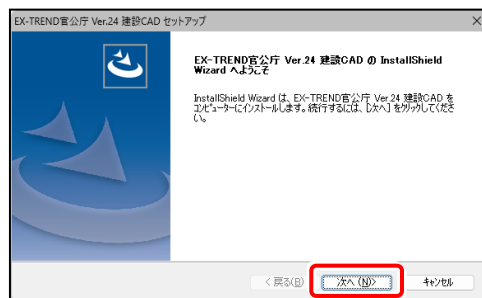 EX-TREND官公庁 Ver.24 建設CAD セットアップ
EX-TREND官公庁 Ver.24 建設CAD の InstallShield
Wizard へようこそ
InstallShield Wizard は、EX-TREND官公庁 Ver.24 建設CAD を
コンピューターにインストールします。続行するには、[次へ] をクリックしてくださ
い。
< 戻る(B)
次へ (N)>
キャンセル